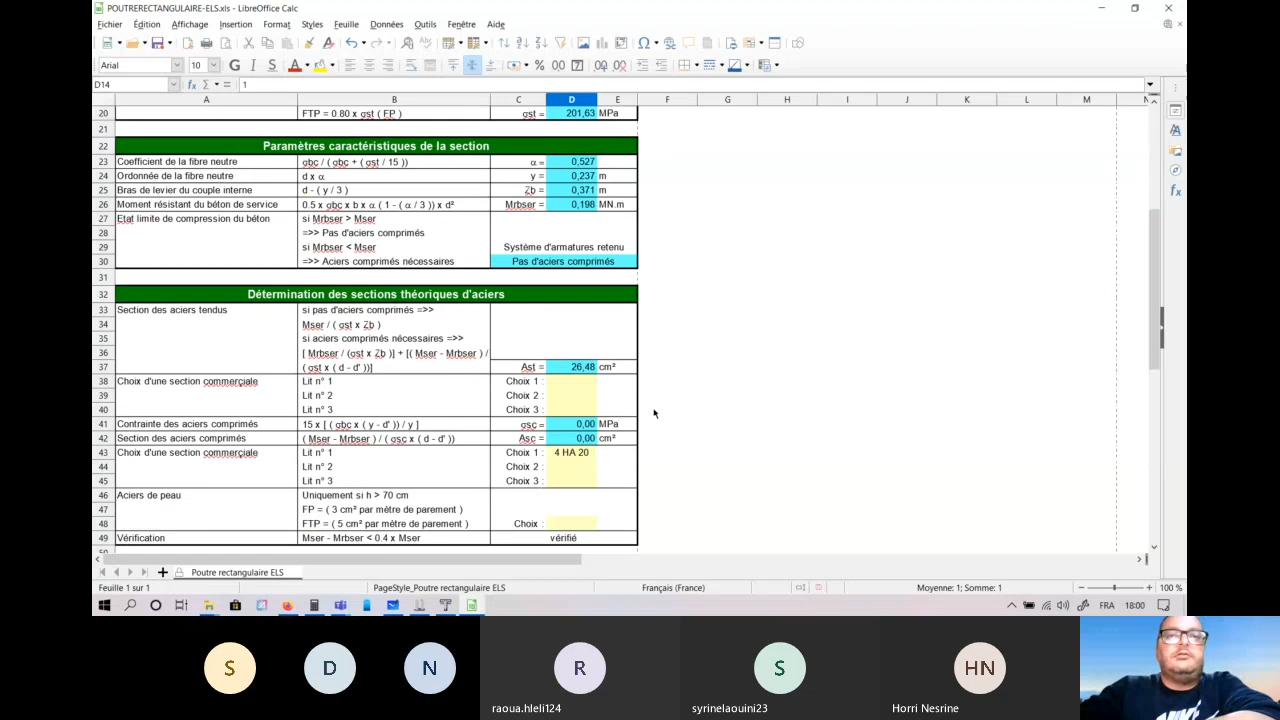 POUTRERECTANGULAIRE-ELS.xls - LibreOffice Calc
Fichier Édition Affichage Insertion Format Styles Feuille Données Outils Fenêtre Aide
Arial 10 G I S A
D14 fx Σ = 1
A B C D E F G H I J K L M N
20 FTP = 0.80 x σst ( FP ) σst = 201,63 MPa
21
22 Paramètres caractéristiques de la section
23 Coefficient de la fibre neutre σbc / ( σbc + ( σst / 15 )) α = 0,527
24 Ordonnée de la fibre neutre d x α y = 0,237 m
25 Bras de levier du couple interne d - ( y / 3 ) Zb = 0,371 m
26 Moment résistant du béton de service 0.5 x σbc x b x α ( 1 - ( α / 3 )) x d² Mrbser = 0,198 MN.m
27 Etat limite de compression du béton si Mrbser > Mser
28 =>> Pas d'aciers comprimés
29 si Mrbser < Mser Système d'armatures retenu
30 =>> Aciers comprimés nécessaires Pas d'aciers comprimés
31
32 Détermination des sections théoriques d'aciers
33 Section des aciers tendus si pas d'aciers comprimés =>>
34 Mser / ( σst x Zb )
35 si aciers comprimés nécessaires =>>
36 [ Mrbser / (σst x Zb )] + [( Mser - Mrbser ) /
37 ( σst x ( d - d' ))] Ast = 26,48 cm²
38 Choix d'une section commerciale Lit n° 1 Choix 1 :
39 Lit n° 2 Choix 2 :
40 Lit n° 3 Choix 3 :
41 Contrainte des aciers comprimés 15 x [ ( σbc x ( y - d' )) / y ] σsc = 0,00 MPa
42 Section des aciers comprimés ( Mser - Mrbser ) / ( σsc x ( d - d' )) Asc = 0,00 cm²
43 Choix d'une section commerciale Lit n° 1 Choix 1 : 4 HA 20
44 Lit n° 2 Choix 2 :
45 Lit n° 3 Choix 3 :
46 Aciers de peau Uniquement si h > 70 cm
47 FP = ( 3 cm² par mètre de parement )
48 FTP = ( 5 cm² par mètre de parement ) Choix :
49 Vérification Mser - Mrbser < 0.4 x Mser vérifié
50
Poutre rectangulaire ELS
Feuille 1 sur 1 PageStyle_Poutre rectangulaire ELS Français (France) Moyenne: 1; Somme: 1 100 %
FRA 18:00
S D N R S HN
raoua.hleli124 syrinelaouini23 Horri Nesrine